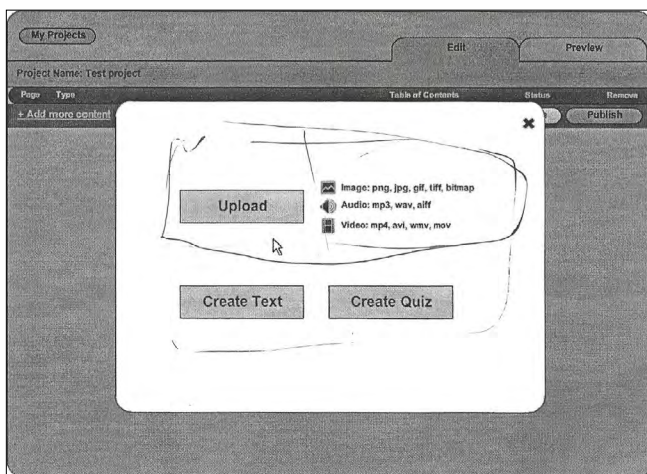 My Projects
Edit
Preview
Project Name: Test project
Page Type Table of Contents Status Remove
+ Add more content
Publish
Upload
Image: png, jpg, gif, tiff, bitmap
Audio: mp3, wav, aiff
Video: mp4, avi, wmv, mov
Create Text
Create Quiz